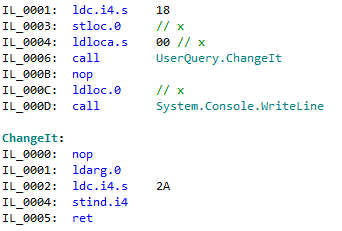 IL_0001: ldc.i4.s 18
IL_0003: stloc.0 // x
IL_0004: ldloca.s 00 // x
IL_0006: call UserQuery.ChangeIt
IL_000B: nop
IL_000C: ldloc.0 // x
IL_000D: call System.Console.WriteLine
ChangeIt:
IL_0000: nop
IL_0001: ldarg.0
IL_0002: ldc.i4.s 2A
IL_0004: stind.i4
IL_0005: ret